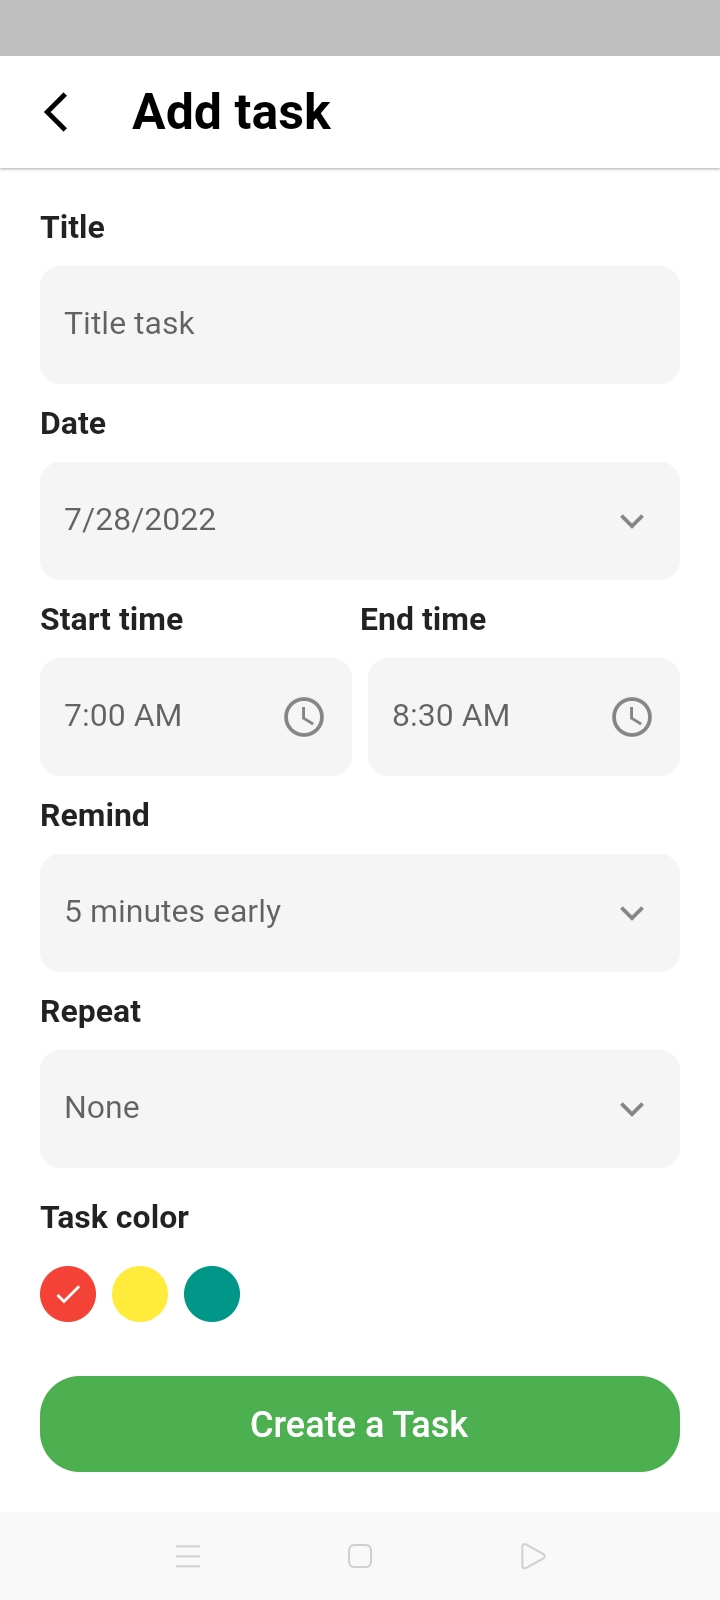 Add task
Title
Title task
Date
7/28/2022
Start time
End time
7:00 AM
8:30 AM
Remind
5 minutes early
Repeat
None
Task color
Create a Task